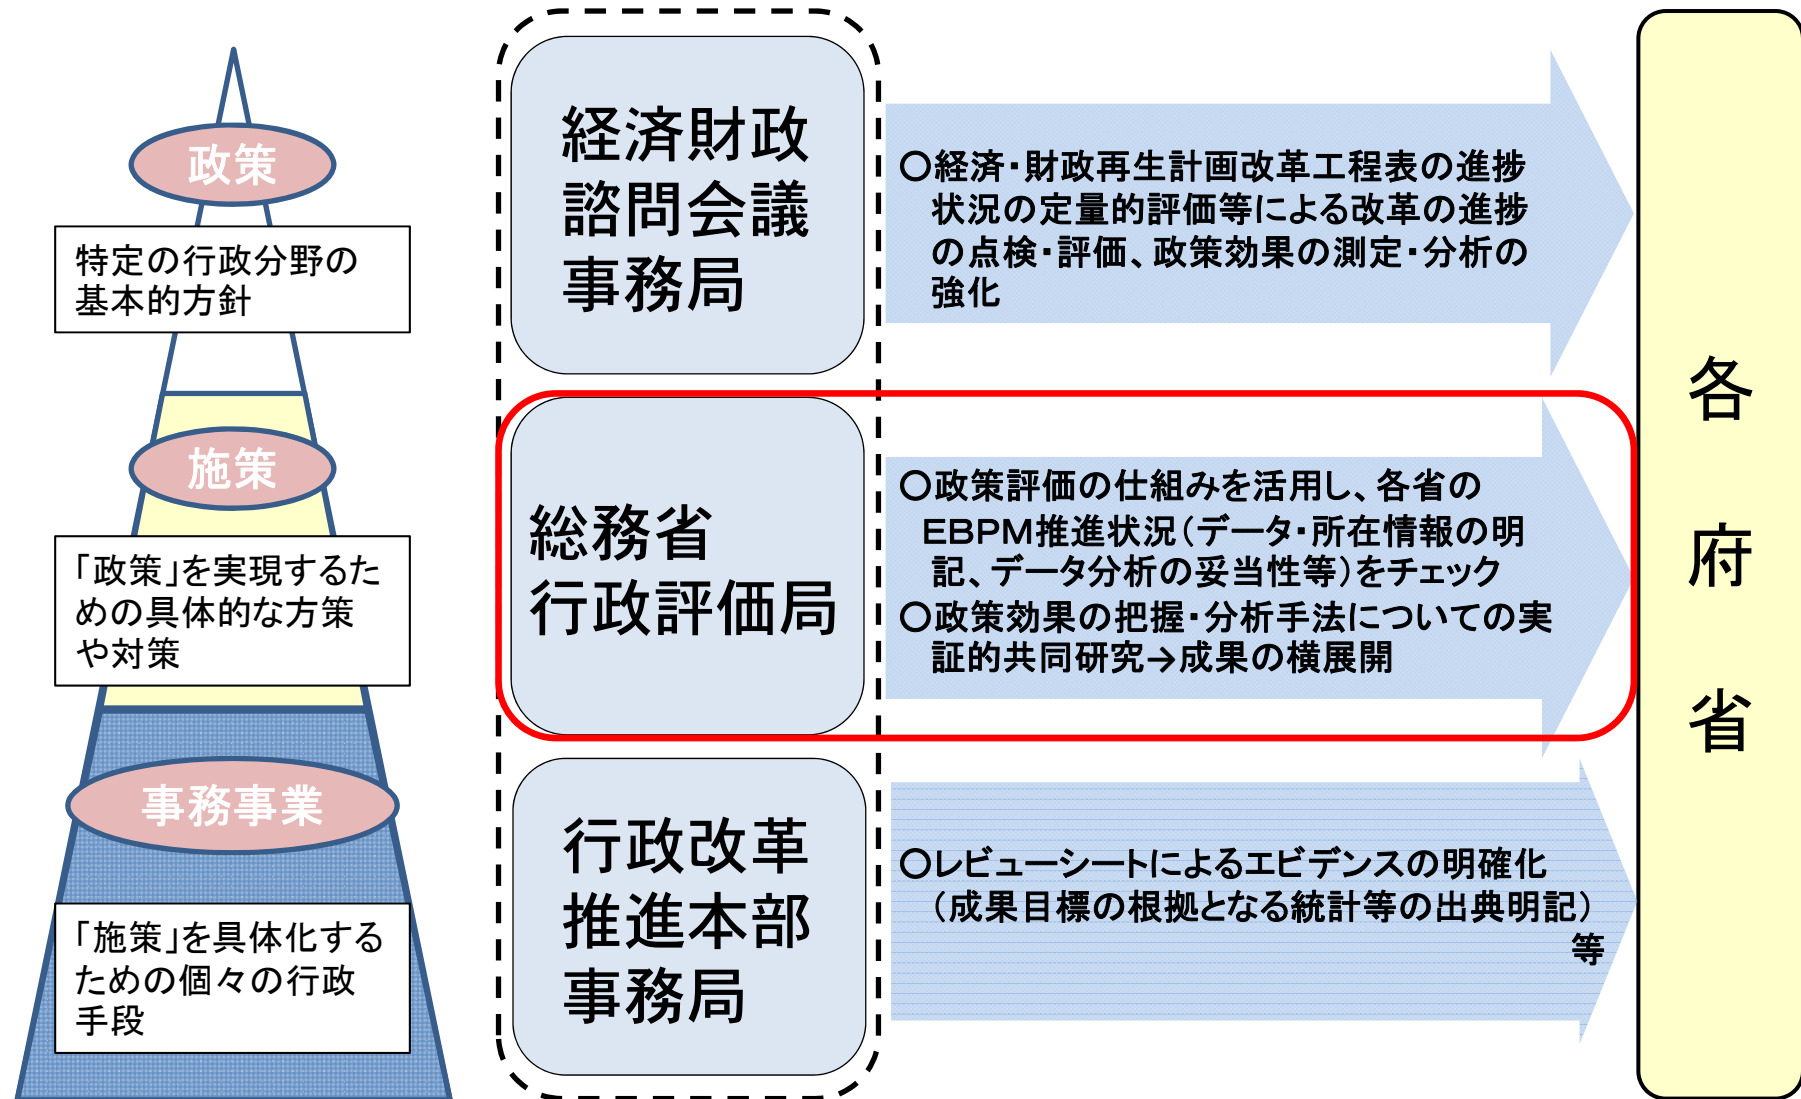 政策
特定の行政分野の
基本的方針
施策
「政策」を実現するた
めの具体的な方策
や対策
事務事業
「施策」を具体化する
ための個々の行政
手段
経済財政
諮問会議
事務局
○経済・財政再生計画改革工程表の進捗
状況の定量的評価等による改革の進捗
の点検・評価、政策効果の測定・分析の
強化
総務省
行政評価局
○政策評価の仕組みを活用し、各省の
EBPM推進状況(データ・所在情報の明
記、データ分析の妥当性等)をチェック
○政策効果の把握・分析手法についての実
証的共同研究→成果の横展開
行政改革
推進本部
事務局
○レビューシートによるエビデンスの明確化
(成果目標の根拠となる統計等の出典明記)
等
各
府
省